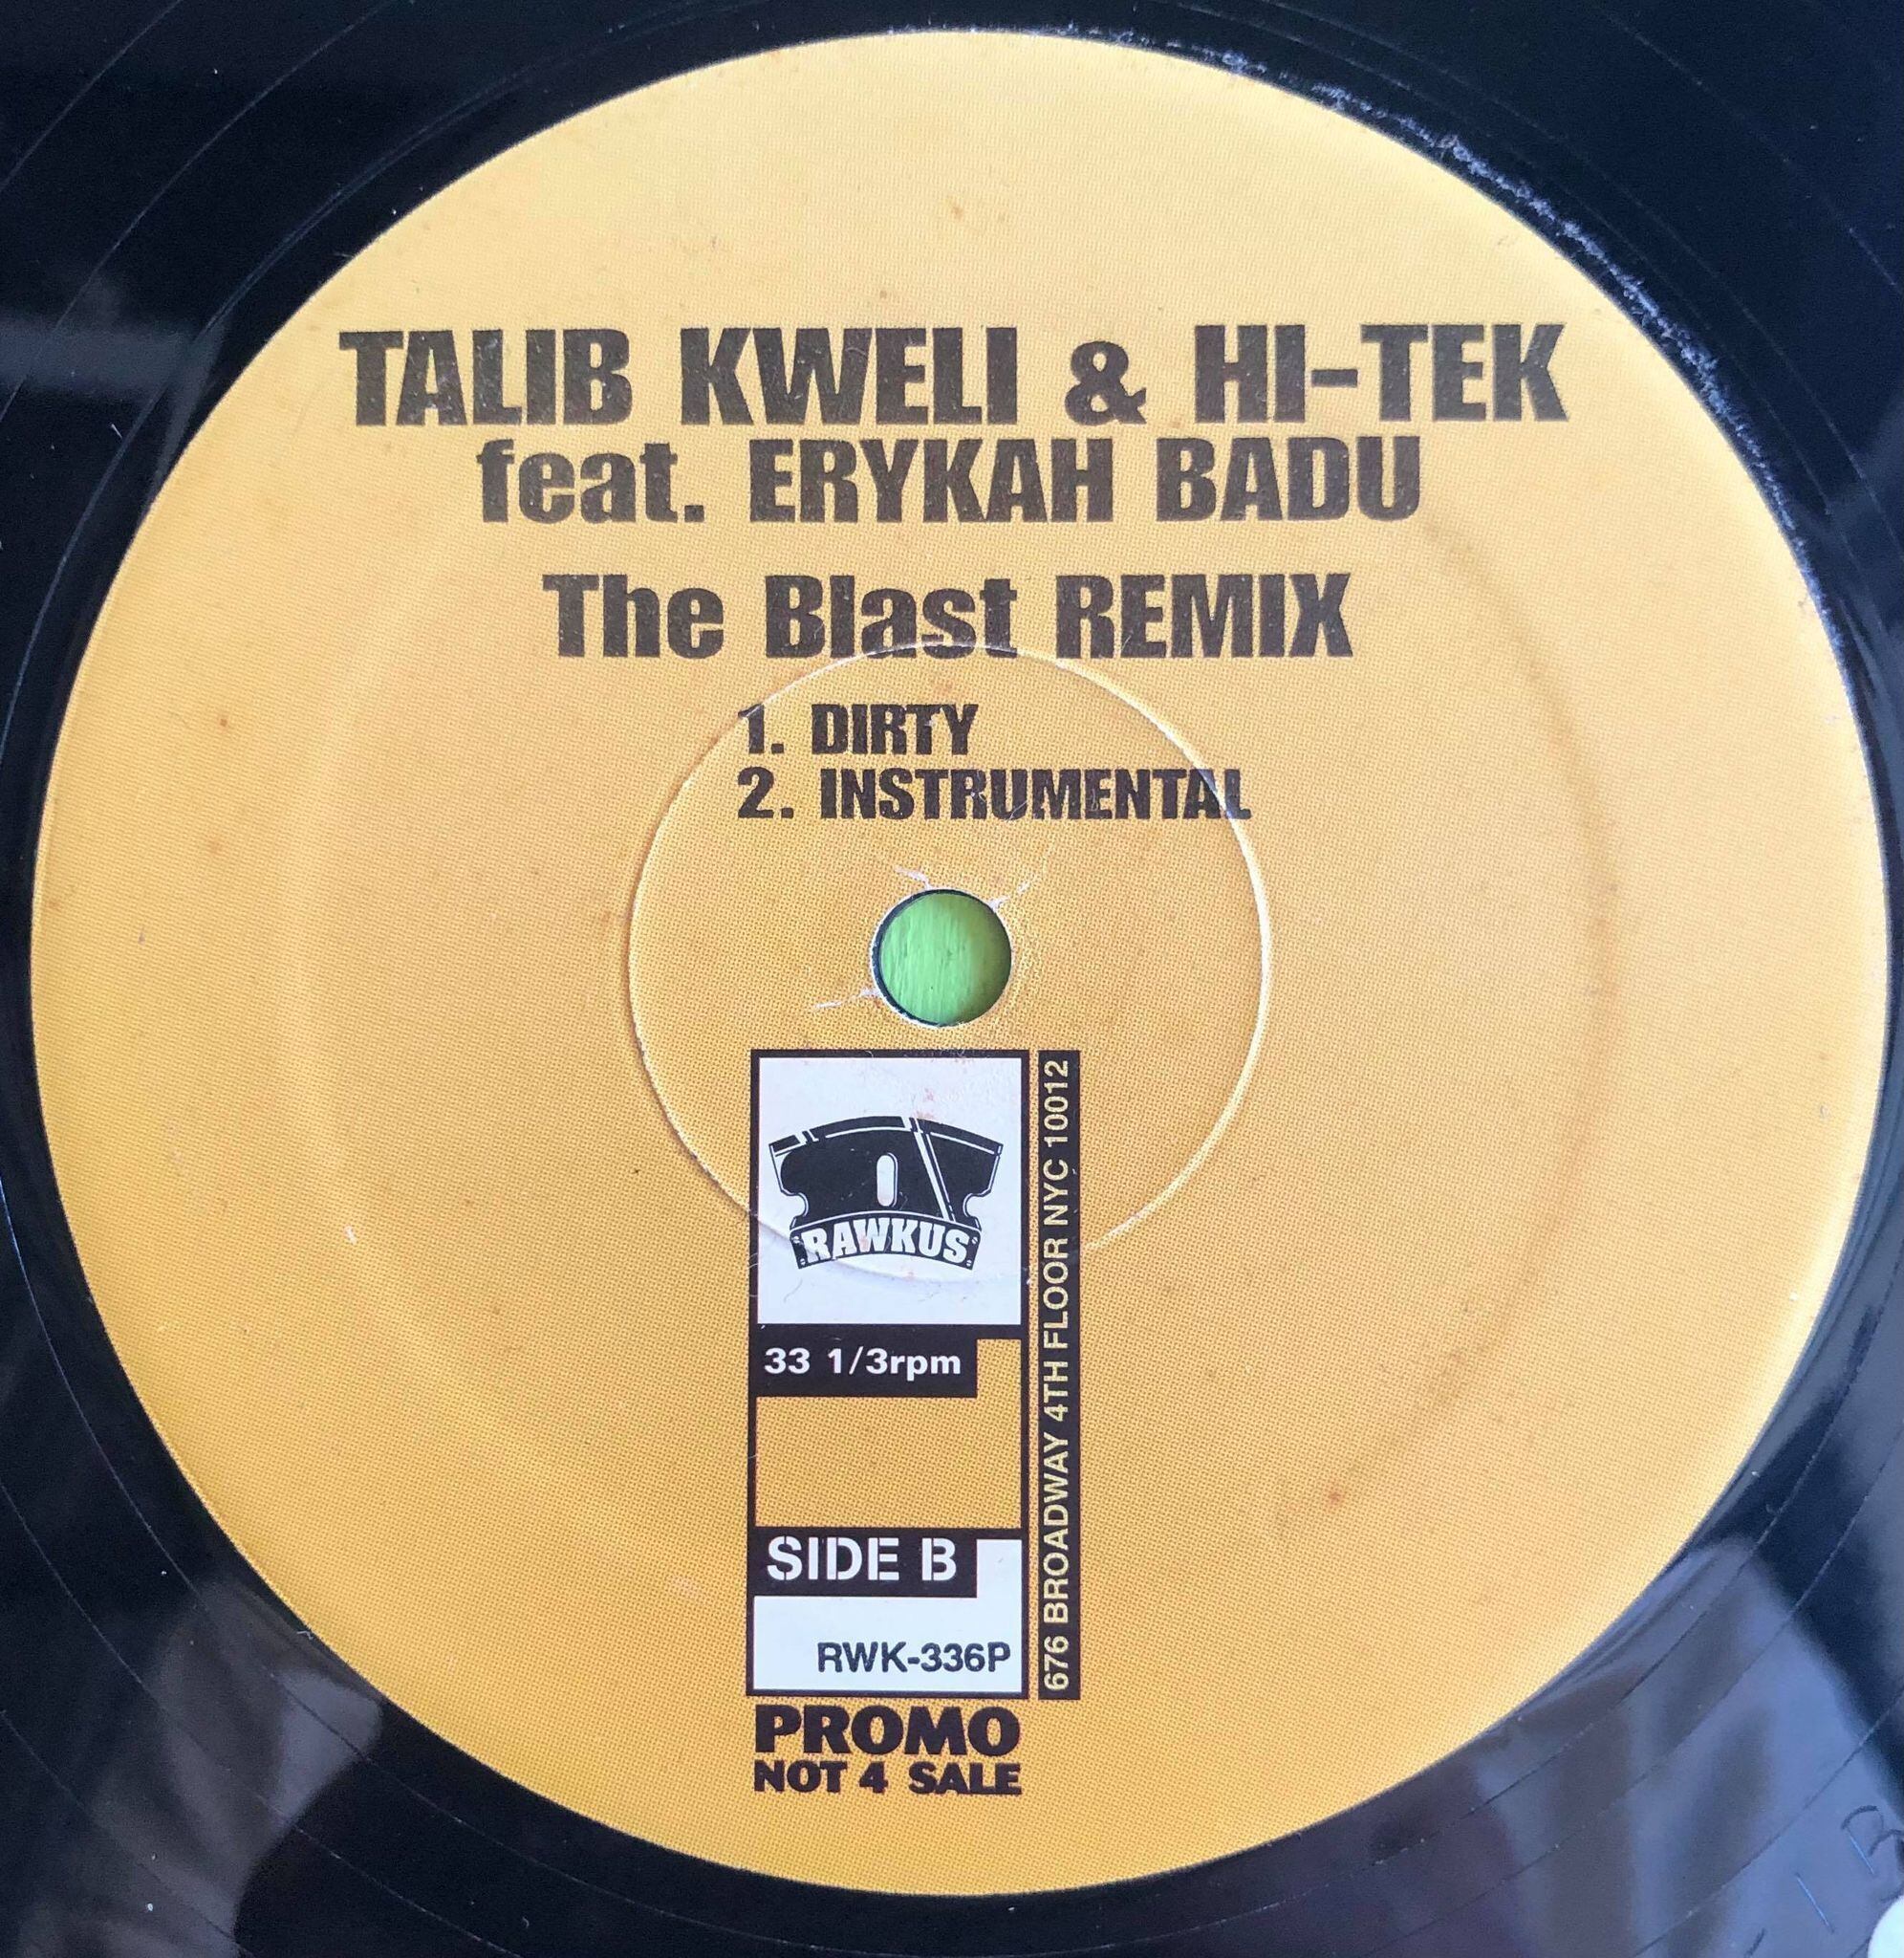 TALIB KWELI & HI-TEK
feat. ERYKAH BADU
The Blast REMIX
1. DIRTY
2. INSTRUMENTAL
RAWKUS
33 1/3rpm
SIDE B
RWK-336P
676 BROADWAY 4TH FLOOR NYC 10012
PROMO
NOT 4 SALE